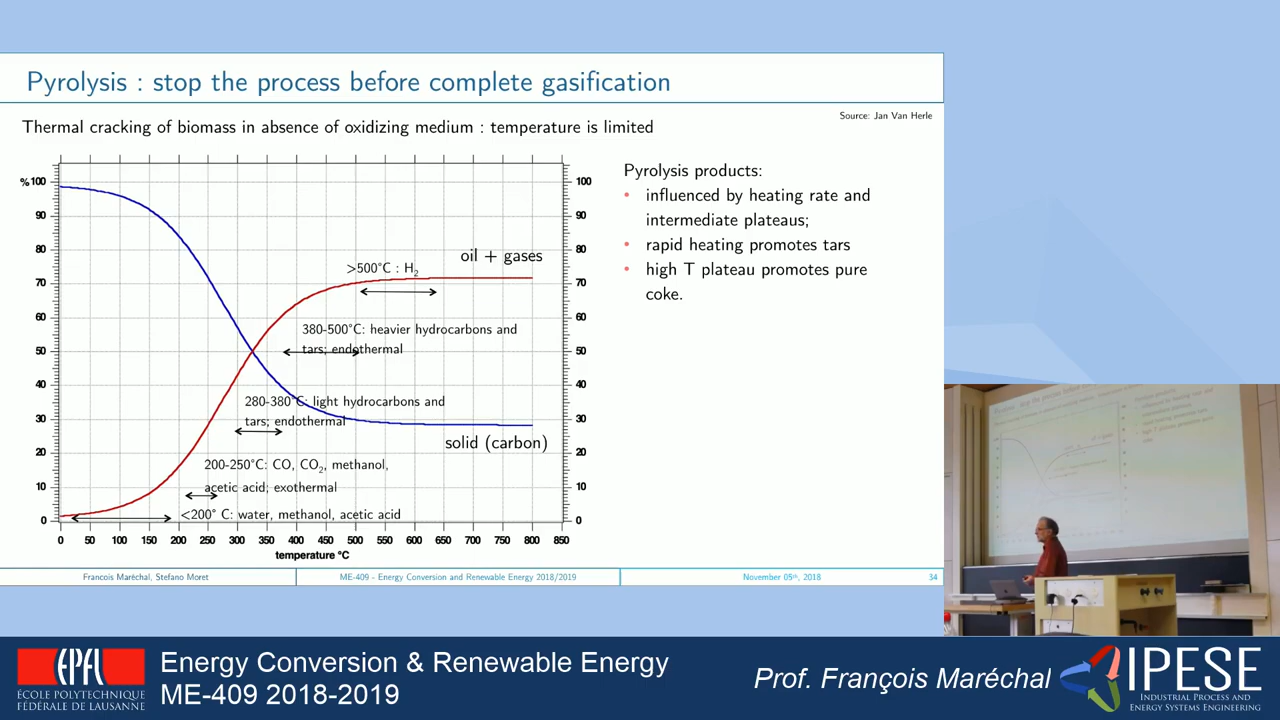 Pyrolysis : stop the process before complete gasification
Source: Jan Van Herle
Thermal cracking of biomass in absence of oxidizing medium : temperature is limited
% 100
90
80
70
60
50
40
30
20
10
0
100
90
80
70
60
50
40
30
20
10
0
oil + gases
>500°C : H2
380-500°C: heavier hydrocarbons and
tars; endothermal
280-380°C: light hydrocarbons and
tars; endothermal
solid (carbon)
200-250°C: CO, CO2, methanol,
acetic acid; exothermal
<200° C: water, methanol, acetic acid
0 50 100 150 200 250 300 350 400 450 500 550 600 650 700 750 800 850
temperature °C
Pyrolysis products:
• influenced by heating rate and
intermediate plateaus;
• rapid heating promotes tars
• high T plateau promotes pure
coke.
Francois Maréchal, Stefano Moret
ME-409 - Energy Conversion and Renewable Energy 2018/2019
November 05th, 2018
34
EPFL
ÉCOLE POLYTECHNIQUE
FÉDÉRALE DE LAUSANNE
Energy Conversion & Renewable Energy
ME-409 2018-2019
Prof. François Maréchal
IPESE
Industrial Process and
Energy Systems Engineering